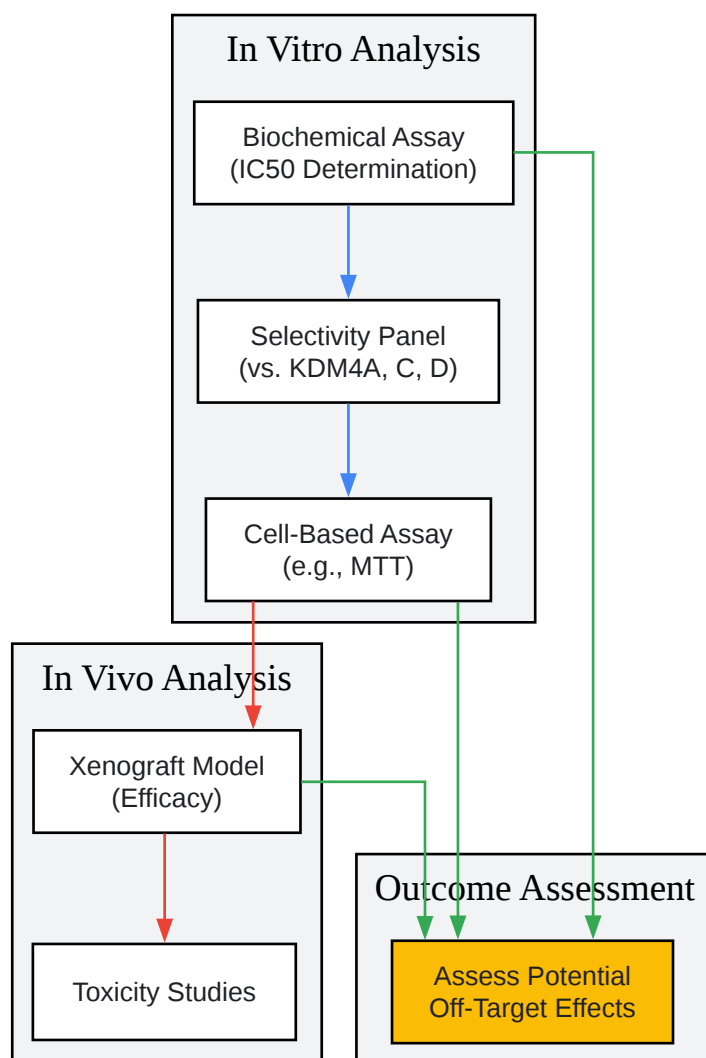 In Vitro Analysis
Biochemical Assay
(IC50 Determination)
Selectivity Panel
(vs. KDM4A, C, D)
Cell-Based Assay
(e.g., MTT)
In Vivo Analysis
Xenograft Model
(Efficacy)
Toxicity Studies
Outcome Assessment
Assess Potential
Off-Target Effects